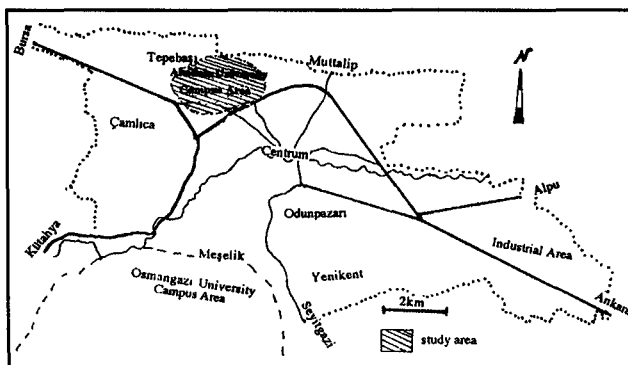 Bursa
Tepebaşı
Anadolu University
Campus Area
Muttalip
N
Çamlıca
Centrum
Alpu
Odunpazarı
Kütahya
Industrial Area
Meşelik
Osmangazi University
Campus Area
Yenikent
Seyitgazi
2km
Ankara
study area